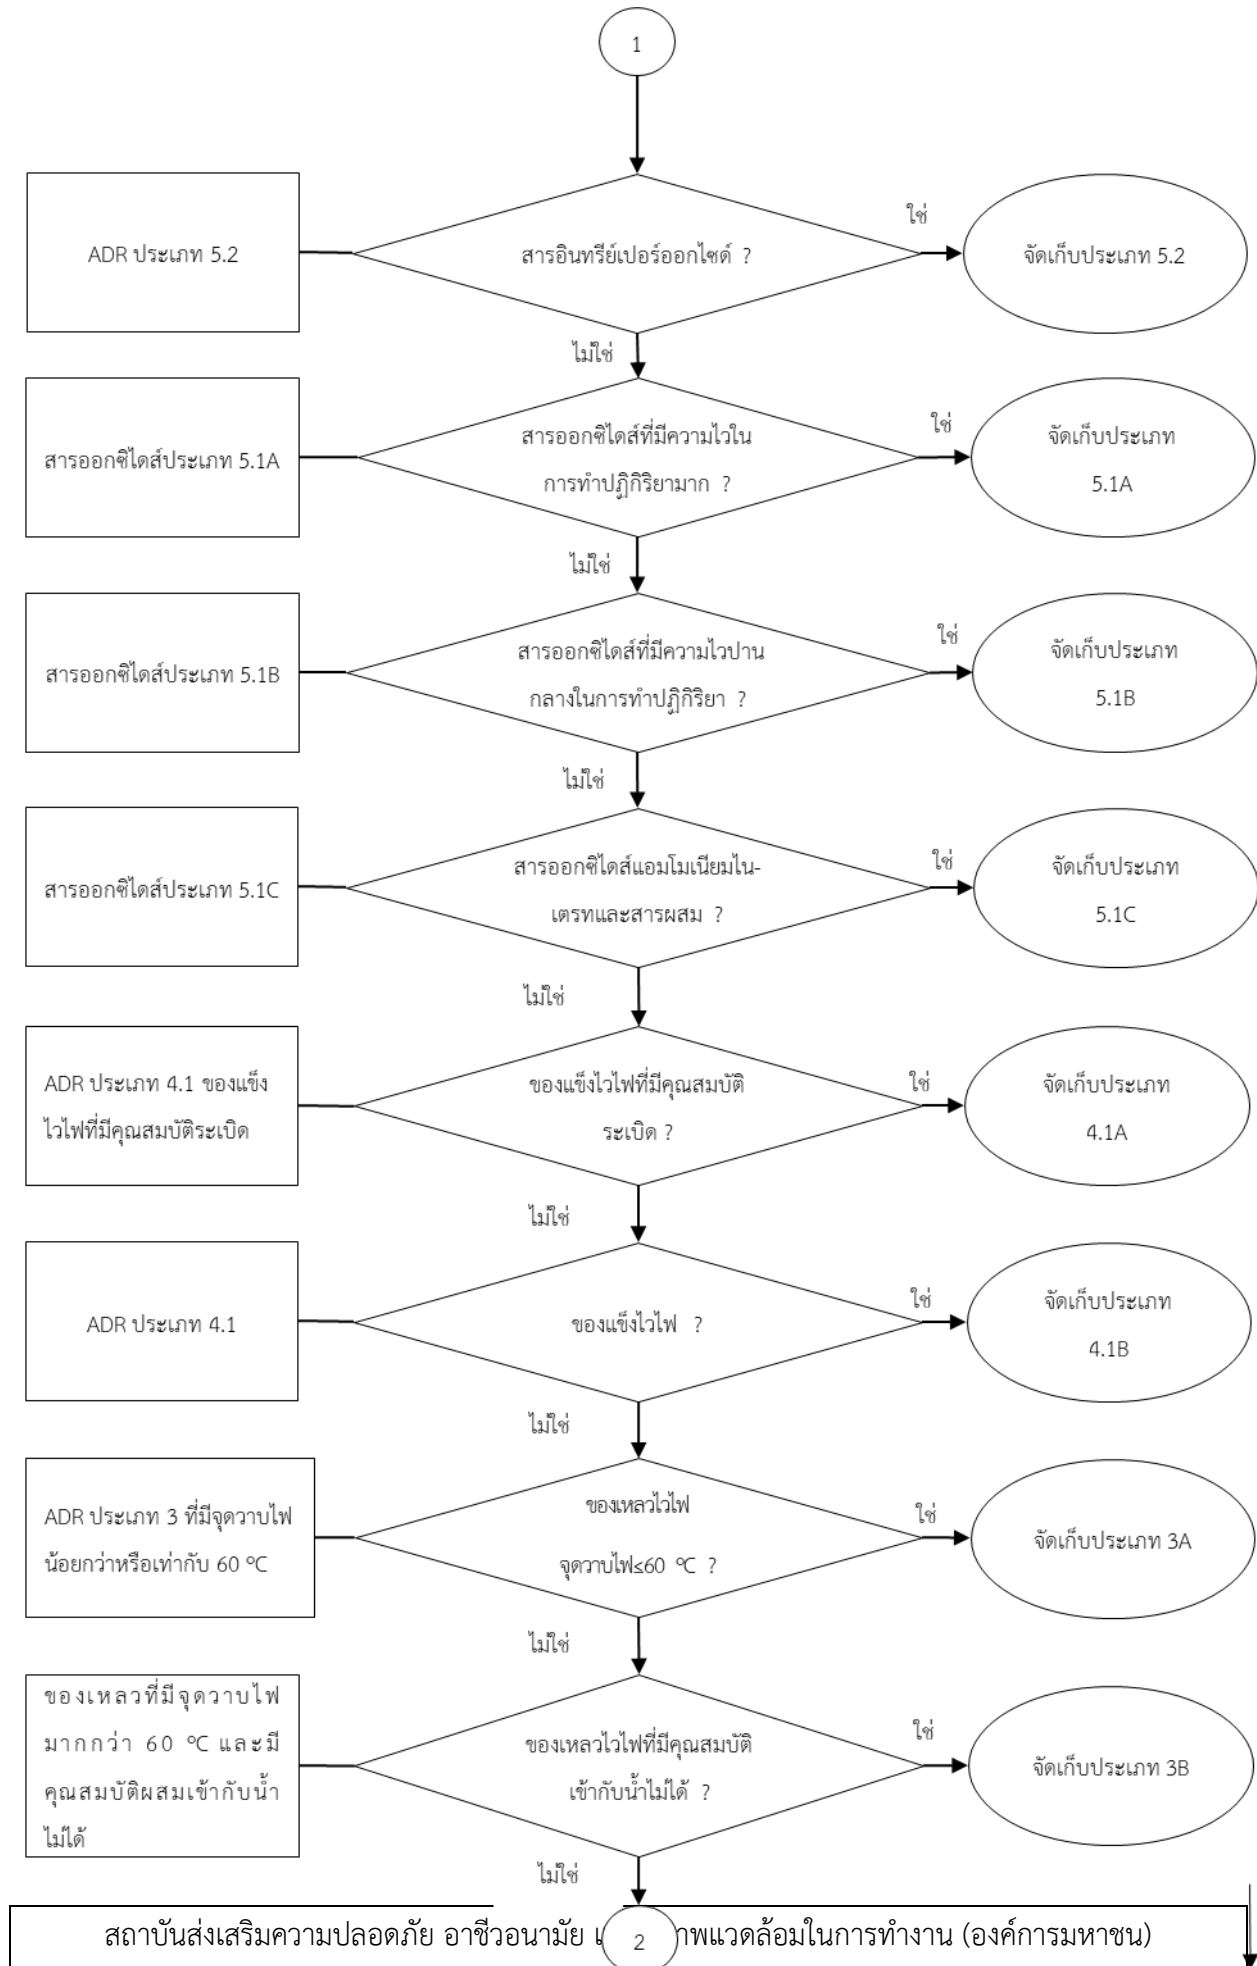 1
ADR ประเภท 5.2
สารอินทรีย์เปอร์ออกไซด์ ?
ใช่
จัดเก็บประเภท 5.2
ไม่ใช่
สารออกซิไดส์ประเภท 5.1A
สารออกซิไดส์ที่มีความไวใน
การทำปฏิกิริยามาก ?
ใช่
จัดเก็บประเภท
5.1A
ไม่ใช่
สารออกซิไดส์ประเภท 5.1B
สารออกซิไดส์ที่มีความไวปาน
กลางในการทำปฏิกิริยา ?
ใช่
จัดเก็บประเภท
5.1B
ไม่ใช่
สารออกซิไดส์ประเภท 5.1C
สารออกซิไดส์แอมโมเนียมไน-
เตรทและสารผสม ?
ใช่
จัดเก็บประเภท
5.1C
ไม่ใช่
ADR ประเภท 4.1 ของแข็ง
ไวไฟที่มีคุณสมบัติระเบิด
ของแข็งไวไฟที่มีคุณสมบัติ
ระเบิด ?
ใช่
จัดเก็บประเภท
4.1A
ไม่ใช่
ADR ประเภท 4.1
ของแข็งไวไฟ ?
ใช่
จัดเก็บประเภท
4.1B
ไม่ใช่
ADR ประเภท 3 ที่มีจุดวาบไฟ
น้อยกว่าหรือเท่ากับ 60 °C
ของเหลวไวไฟ
จุดวาบไฟ≤60 °C ?
ใช่
จัดเก็บประเภท 3A
ไม่ใช่
ของเหลวที่มีจุดวาบไฟ
มากกว่า 60 °C และมี
คุณสมบัติผสมเข้ากับน้ำ
ไม่ได้
ของเหลวไวไฟที่มีคุณสมบัติ
เข้ากับน้ำไม่ได้ ?
ใช่
จัดเก็บประเภท 3B
ไม่ใช่
สถาบันส่งเสริมความปลอดภัย อาชีวอนามัย 2 าพแวดล้อมในการทำงาน (องค์การมหาชน)